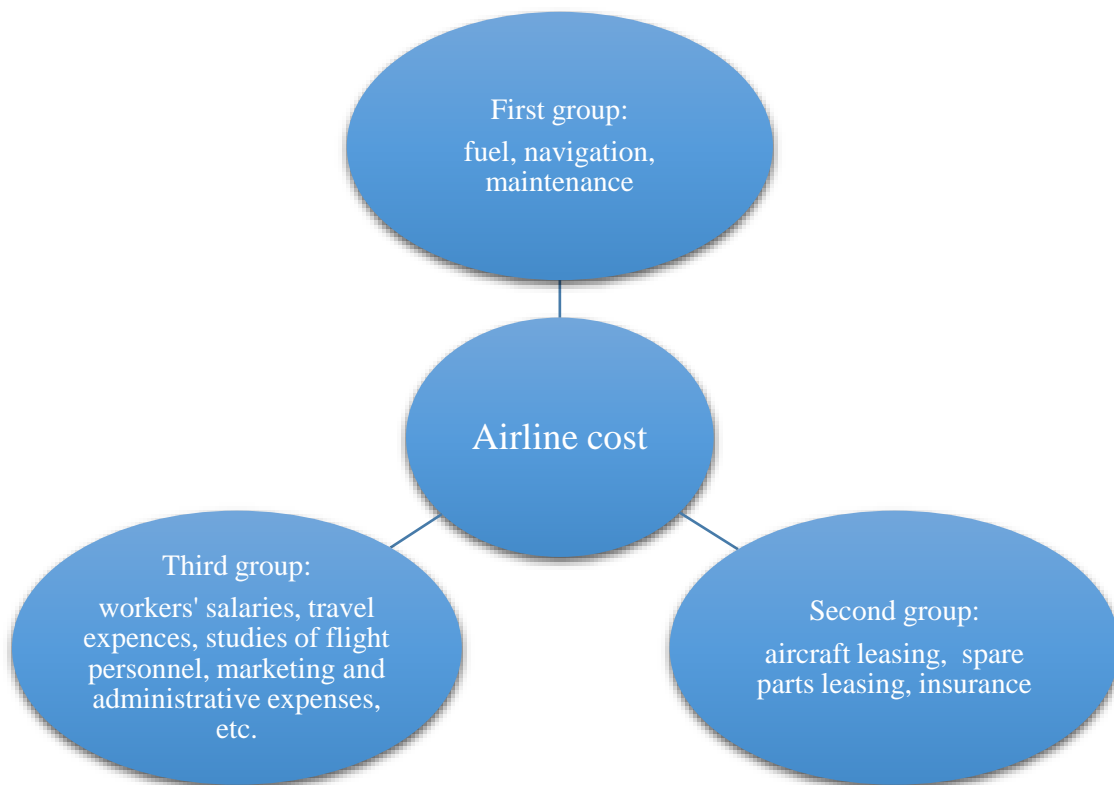 First group:
fuel, navigation,
maintenance
Airline cost
Third group:
workers' salaries, travel
expences, studies of flight
personnel, marketing and
administrative expenses,
etc.
Second group:
aircraft leasing,  spare
parts leasing, insurance